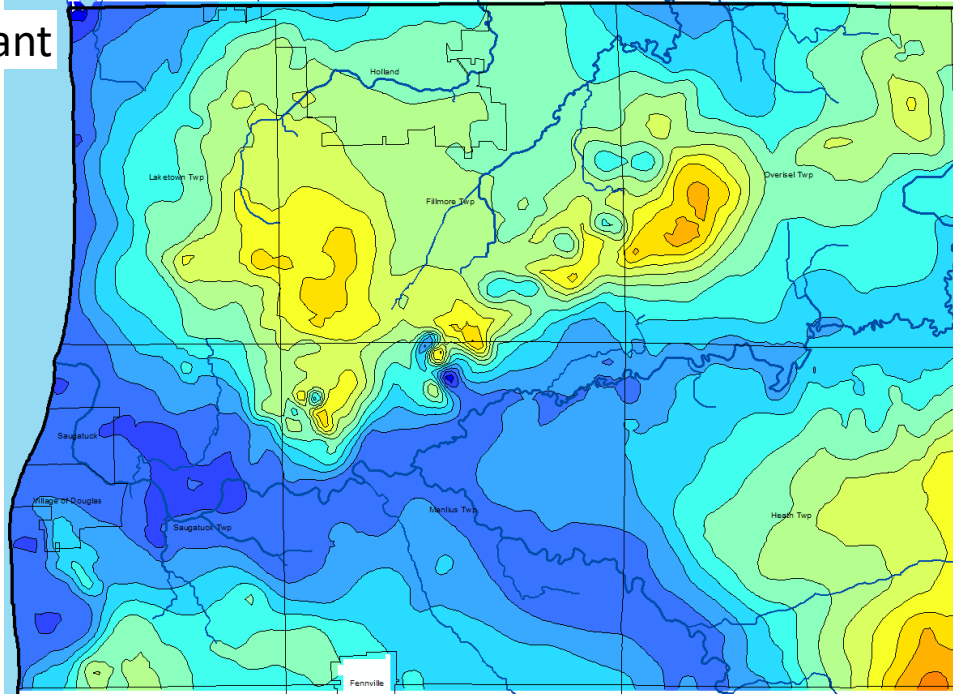 ant
Holland
Laketown Twp
Overisel Twp
Fillmore Twp
Saugatuck
Village of Douglas
Manlius Twp
Heath Twp
Saugatuck Twp
Fennville